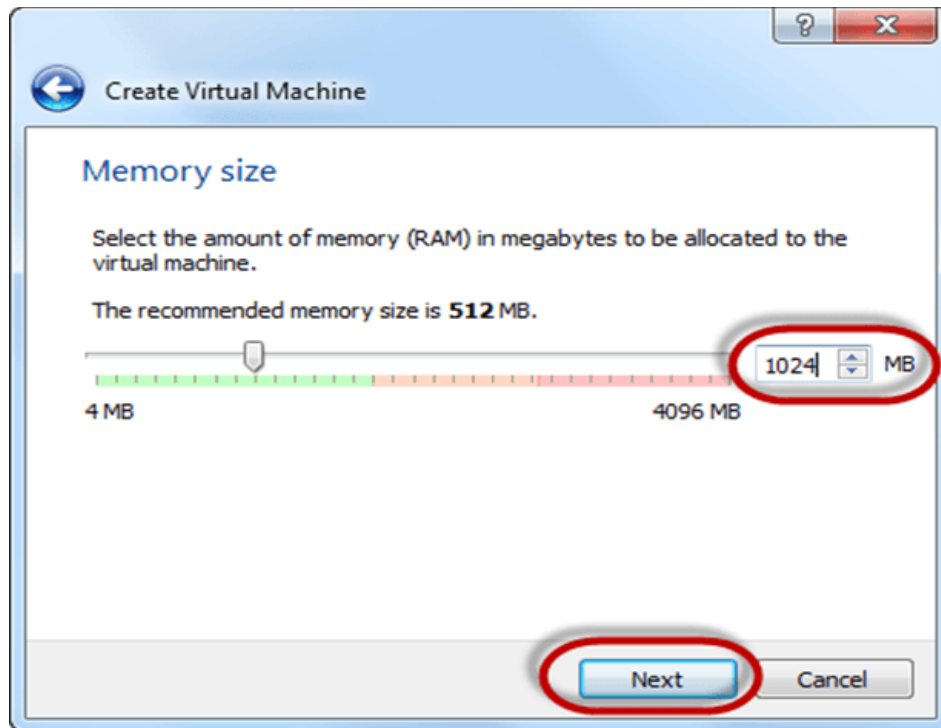 ?
Create Virtual Machine
Memory size
Select the amount of memory (RAM) in megabytes to be allocated to the
virtual machine.
The recommended memory size is 512 MB.
1024 MB
4 MB 4096 MB
Next Cancel